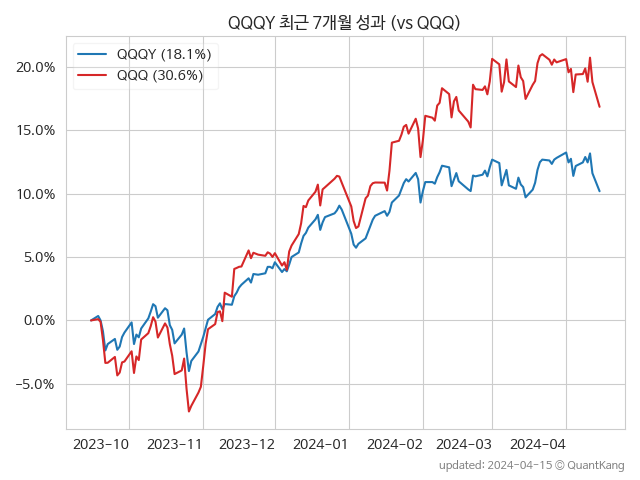 QQQY 최근 7개월 성과 (vs QQQ)
QQQY (18.1%)
QQQ (30.6%)
20.0%
15.0%
10.0%
5.0%
0.0%
−5.0%
2023−10 2023−11 2023−12 2024−01 2024−02 2024−03 2024−04
updated: 2024-04-15 © QuantKang